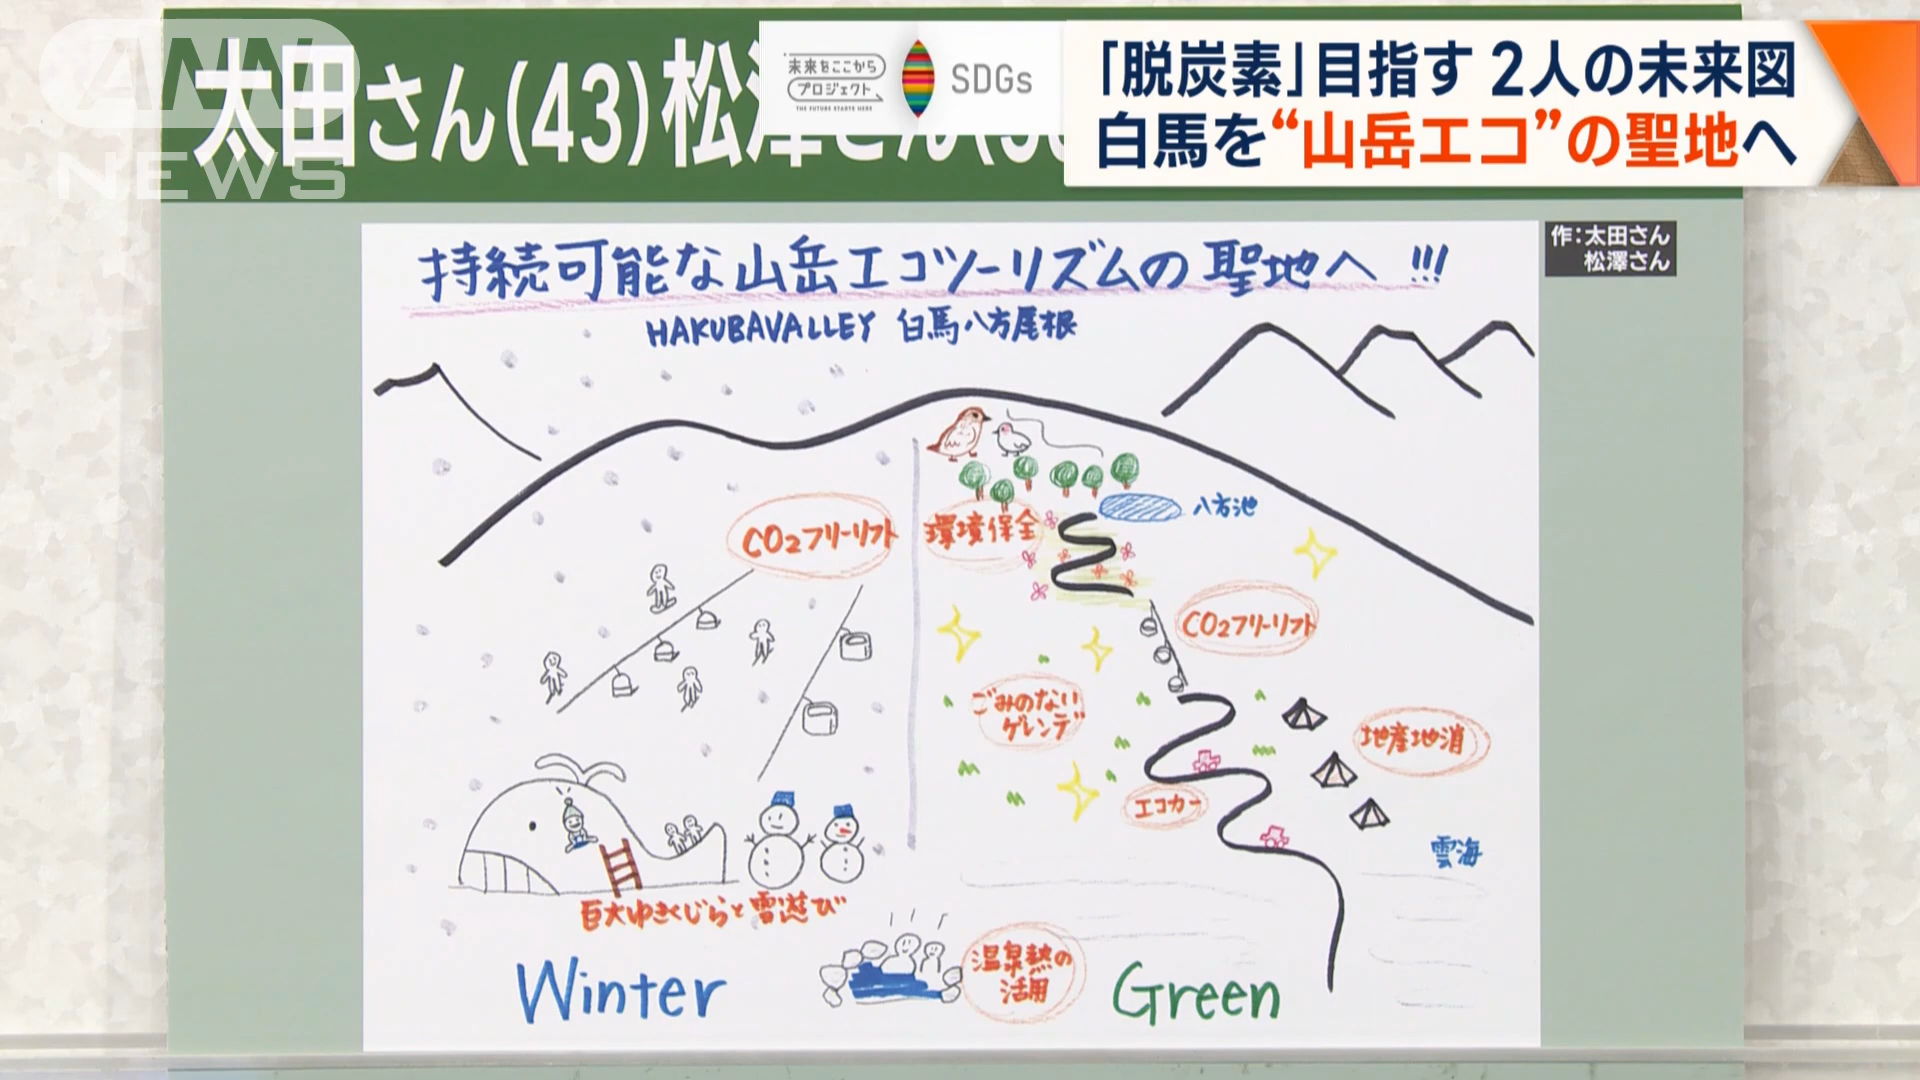 ANN
NEWS
太田さん(43)松澤さん
未来をここから
プロジェクト
THE FUTURE STARTS HERE
SDGs
「脱炭素」目指す 2人の未来図
白馬を“山岳エコ”の聖地へ
作:太田さん
松澤さん
持続可能な山岳エコツーリズムの聖地へ!!!
HAKUBAVALLEY 白馬八方尾根
CO2フリーリフト
環境保全
八方池
CO2フリーリフト
ごみのない
ゲレンデ
地産地消
エコカー
雲海
巨大ゆきくじらと雪遊び
温泉熱の
活用
Winter
Green